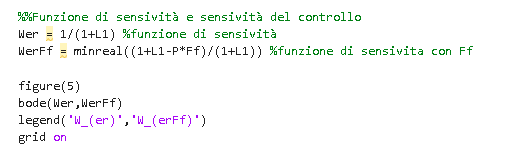 %%Funzione di sensività e sensività del controllo
Wer = 1/(1+L1) %funzione di sensività
WerFf = minreal((1+L1-P*Ff)/(1+L1)) %funzione di sensivita con Ff
figure(5)
bode(Wer,WerFf)
legend('W_(er)','W_(erFf)')
grid on